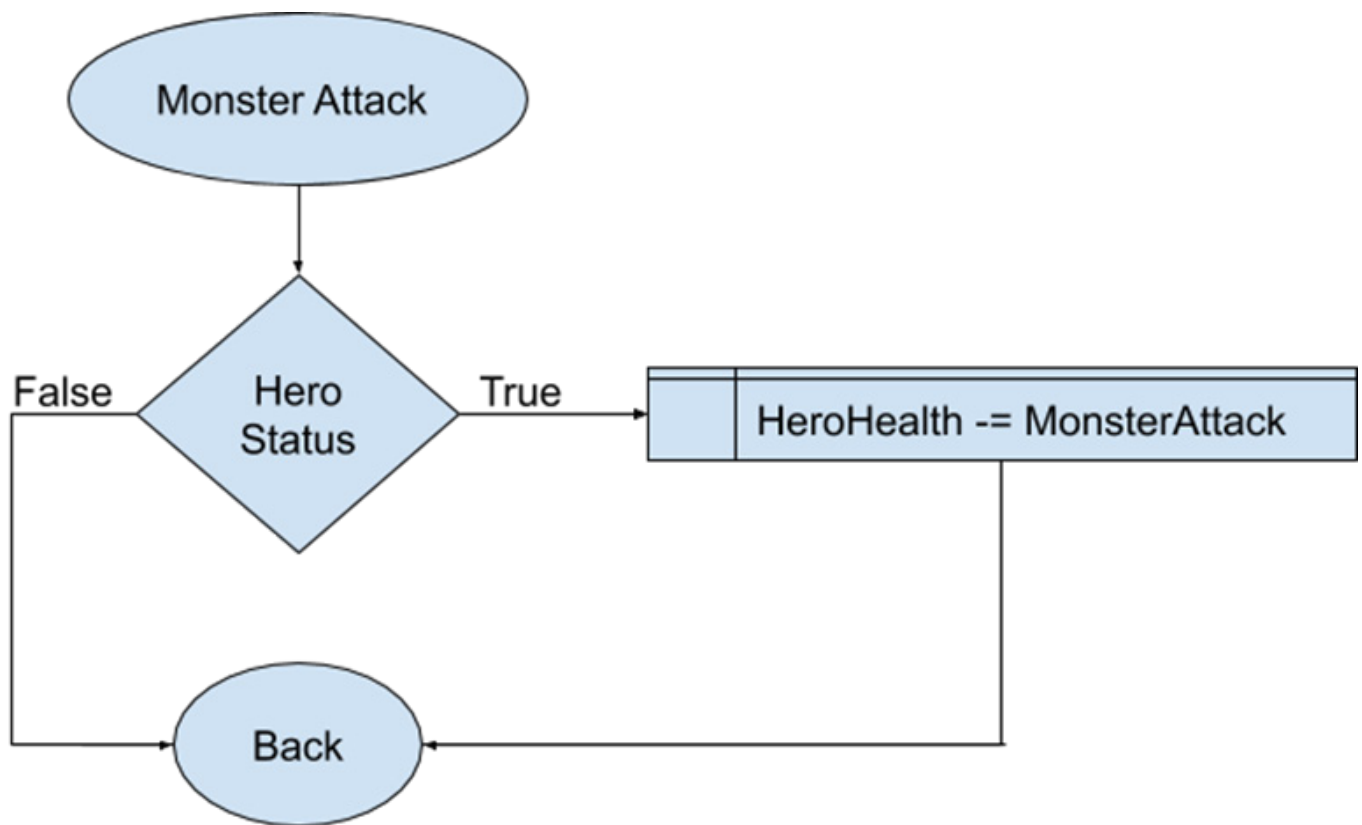 Monster Attack
False
Hero
Status
True
HeroHealth -= MonsterAttack
Back